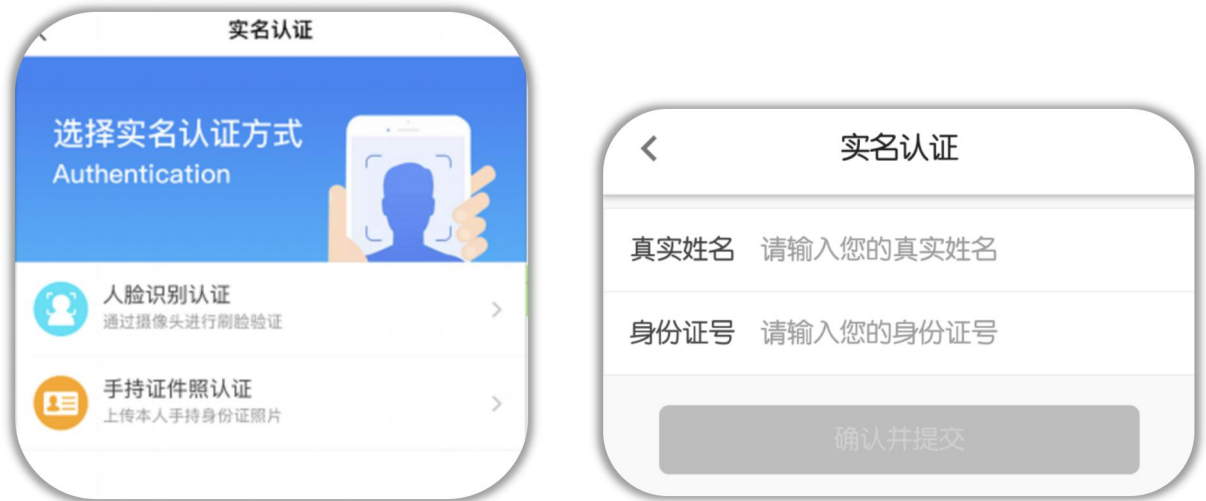 实名认证
选择实名认证方式
Authentication
人脸识别认证
通过摄像头进行刷脸验证
手持证件照认证
上传本人手持身份证照片
实名认证
真实姓名 请输入您的真实姓名
身份证号 请输入您的身份证号
确认并提交